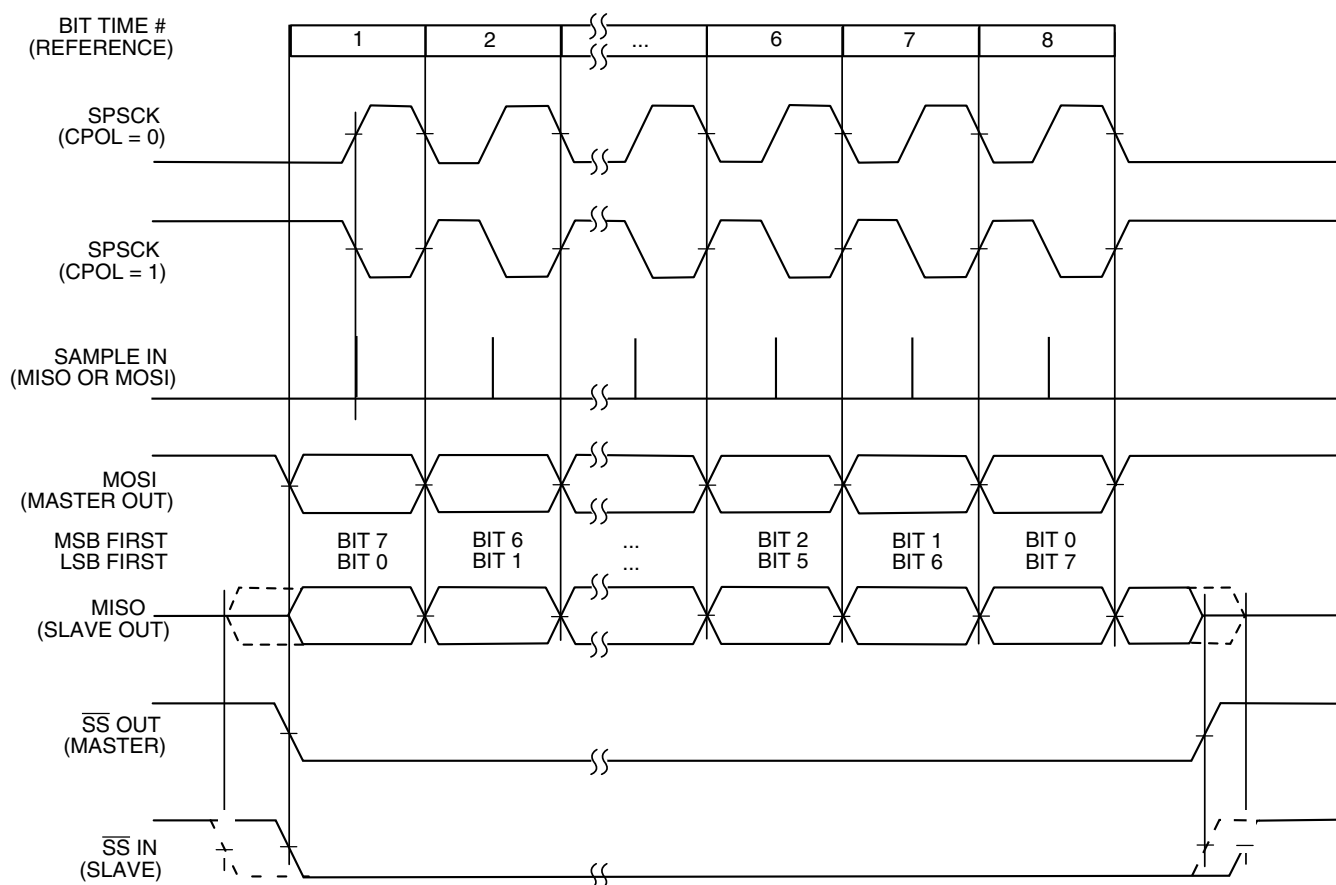 BIT TIME #
(REFERENCE)
1 2 ... 6 7 8
SPSCK
(CPOL = 0)
SPSCK
(CPOL = 1)
SAMPLE IN
(MISO OR MOSI)
MOSI
(MASTER OUT)
MSB FIRST BIT 7 BIT 6 ... BIT 2 BIT 1 BIT 0
LSB FIRST BIT 0 BIT 1 ... BIT 5 BIT 6 BIT 7
MISO
(SLAVE OUT)
S̅S̅ OUT
(MASTER)
S̅S̅ IN
(SLAVE)